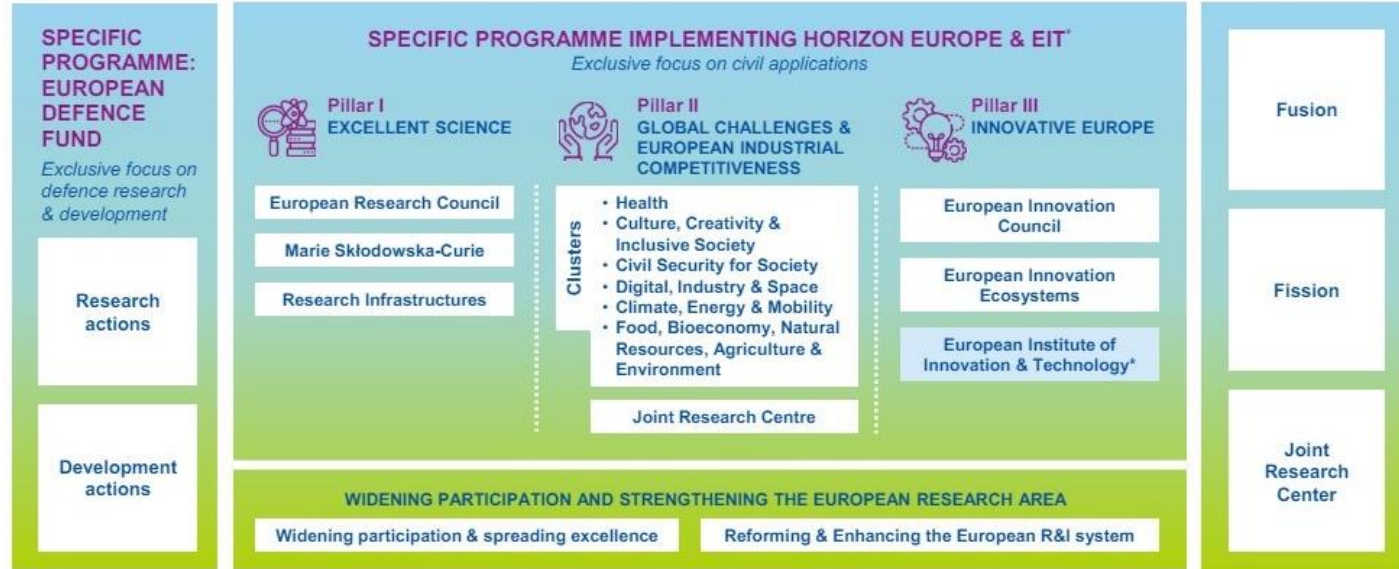 SPECIFIC
PROGRAMME:
EUROPEAN
DEFENCE
FUND
Exclusive focus on
defence research
& development
Research
actions
Development
actions
SPECIFIC PROGRAMME IMPLEMENTING HORIZON EUROPE & EIT*
Exclusive focus on civil applications
Pillar I
EXCELLENT SCIENCE
European Research Council
Marie Skłodowska-Curie
Research Infrastructures
Pillar II
GLOBAL CHALLENGES &
EUROPEAN INDUSTRIAL
COMPETITIVENESS
Clusters
• Health
• Culture, Creativity &
Inclusive Society
• Civil Security for Society
• Digital, Industry & Space
• Climate, Energy & Mobility
• Food, Bioeconomy, Natural
Resources, Agriculture &
Environment
Joint Research Centre
Pillar III
INNOVATIVE EUROPE
European Innovation
Council
European Innovation
Ecosystems
European Institute of
Innovation & Technology*
WIDENING PARTICIPATION AND STRENGTHENING THE EUROPEAN RESEARCH AREA
Widening participation & spreading excellence
Reforming & Enhancing the European R&I system
Fusion
Fission
Joint
Research
Center